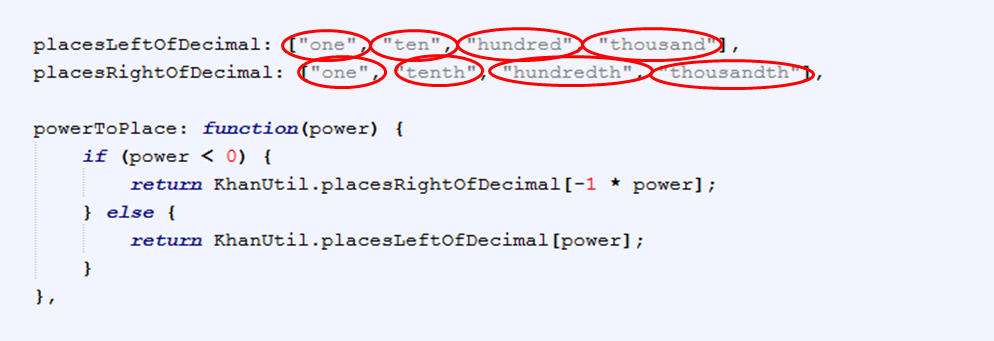 placesLeftOfDecimal: ["one", "ten", "hundred", "thousand"],
placesRightOfDecimal: ["one", "tenth", "hundredth", "thousandth"],
powerToPlace: function(power) {
if (power < 0) {
return KhanUtil.placesRightOfDecimal[-1 * power];
} else {
return KhanUtil.placesLeftOfDecimal[power];
}
},